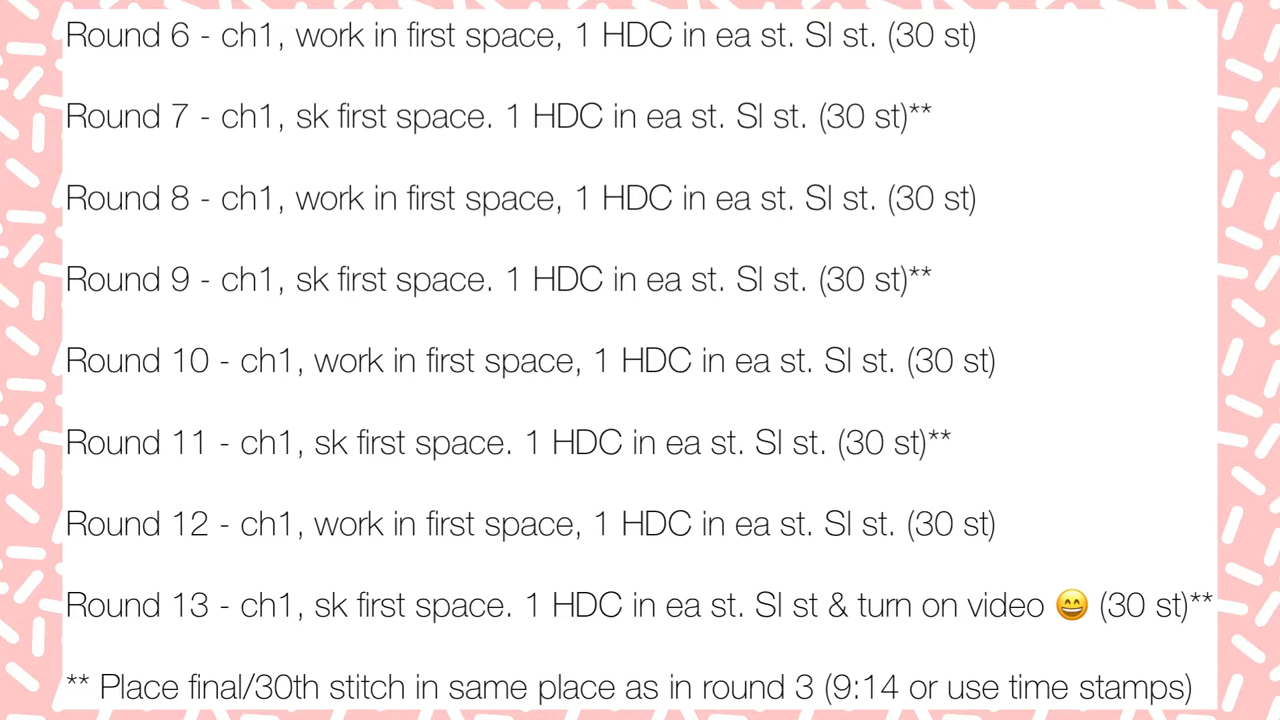 Round 6 - ch1, work in first space, 1 HDC in ea st. Sl st. (30 st)
Round 7 - ch1, sk first space. 1 HDC in ea st. Sl st. (30 st)**
Round 8 - ch1, work in first space, 1 HDC in ea st. Sl st. (30 st)
Round 9 - ch1, sk first space. 1 HDC in ea st. Sl st. (30 st)**
Round 10 - ch1, work in first space, 1 HDC in ea st. Sl st. (30 st)
Round 11 - ch1, sk first space. 1 HDC in ea st. Sl st. (30 st)**
Round 12 - ch1, work in first space, 1 HDC in ea st. Sl st. (30 st)
Round 13 - ch1, sk first space. 1 HDC in ea st. Sl st & turn on video 😄 (30 st)**
** Place final/30th stitch in same place as in round 3 (9:14 or use time stamps)